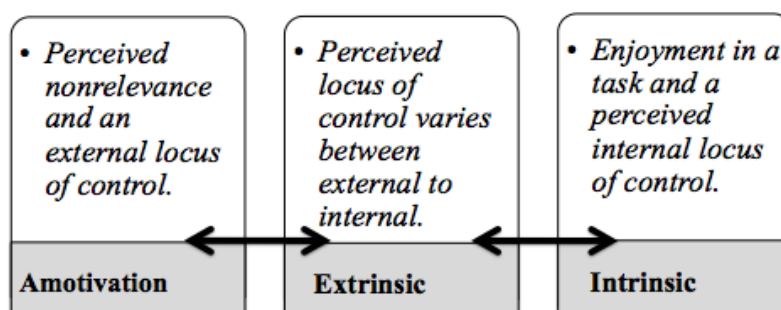 • Perceived
nonrelevance
and an
external locus
of control.
Amotivation
• Perceived
locus of
control varies
between
external to
internal.
Extrinsic
• Enjoyment in a
task and a
perceived
internal locus
of control.
Intrinsic